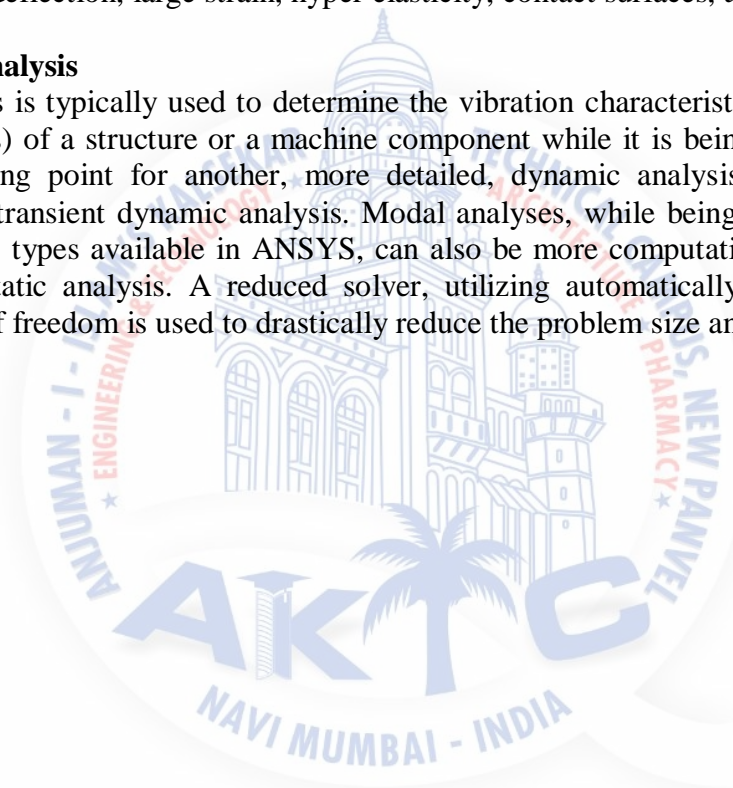 deflection, large strain, hyper elasticity, contact surfaces,
nalysis
s is typically used to determine the vibration characterist
) of a structure or a machine component while it is bein
ng point for another, more detailed, dynamic analysis
transient dynamic analysis. Modal analyses, while being
types available in ANSYS, can also be more computati
tatic analysis. A reduced solver, utilizing automatically
f freedom is used to drastically reduce the problem size an
ANJUMAN - I - ISLAM'S KALSEKAR TECHNICAL CAMPUS, NEW PANVEL
ENGINEERING & TECHNOLOGY ARCHITECTURE PHARMACY
AKTC
NAVI MUMBAI - INDIA